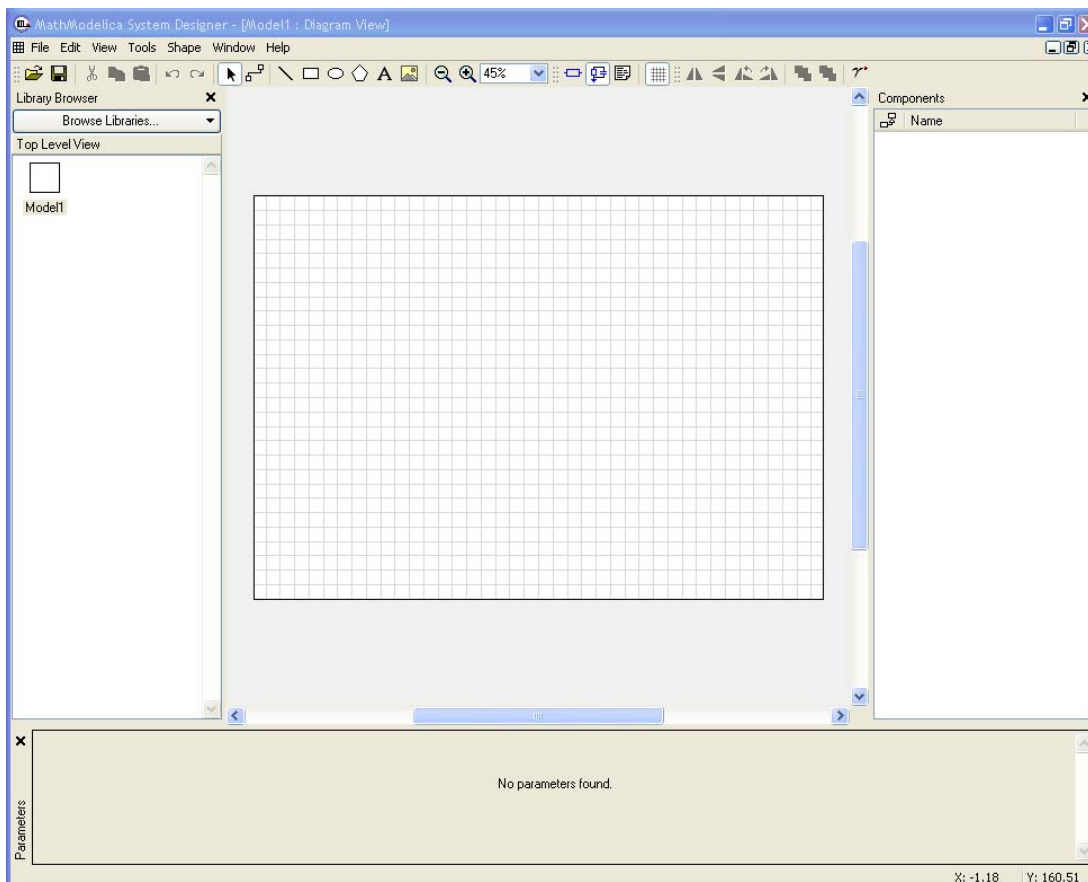 MathModelica System Designer - [Model1 : Diagram View]
File Edit View Tools Shape Window Help
A 45%
Library Browser
Browse Libraries...
Top Level View
Model1
Components
Name
No parameters found.
Parameters
X: -1.18 Y: 160.51